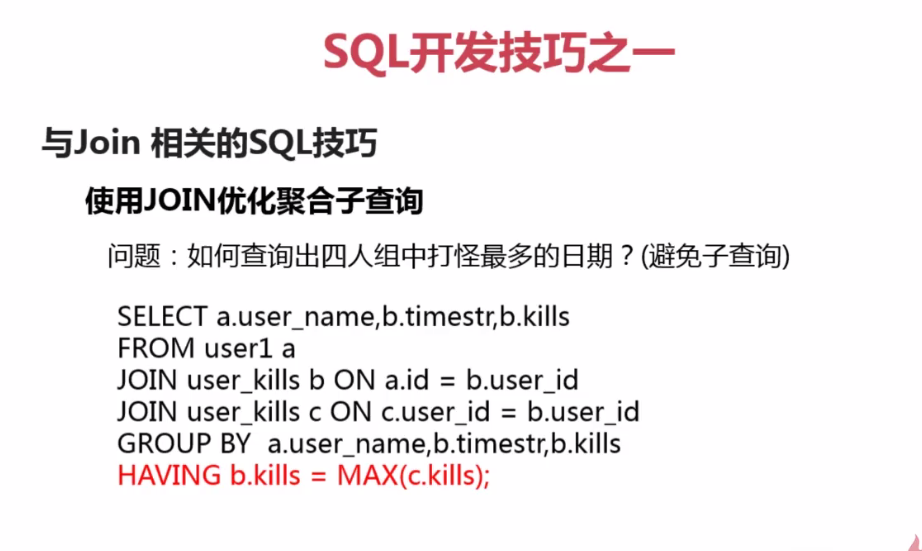 SQL开发技巧之一
与Join 相关的SQL技巧
使用JOIN优化聚合子查询
问题：如何查询出四人组中打怪最多的日期？(避免子查询)
SELECT a.user_name,b.timestr,b.kills
FROM user1 a
JOIN user_kills b ON a.id = b.user_id
JOIN user_kills c ON c.user_id = b.user_id
GROUP BY  a.user_name,b.timestr,b.kills
HAVING b.kills = MAX(c.kills);